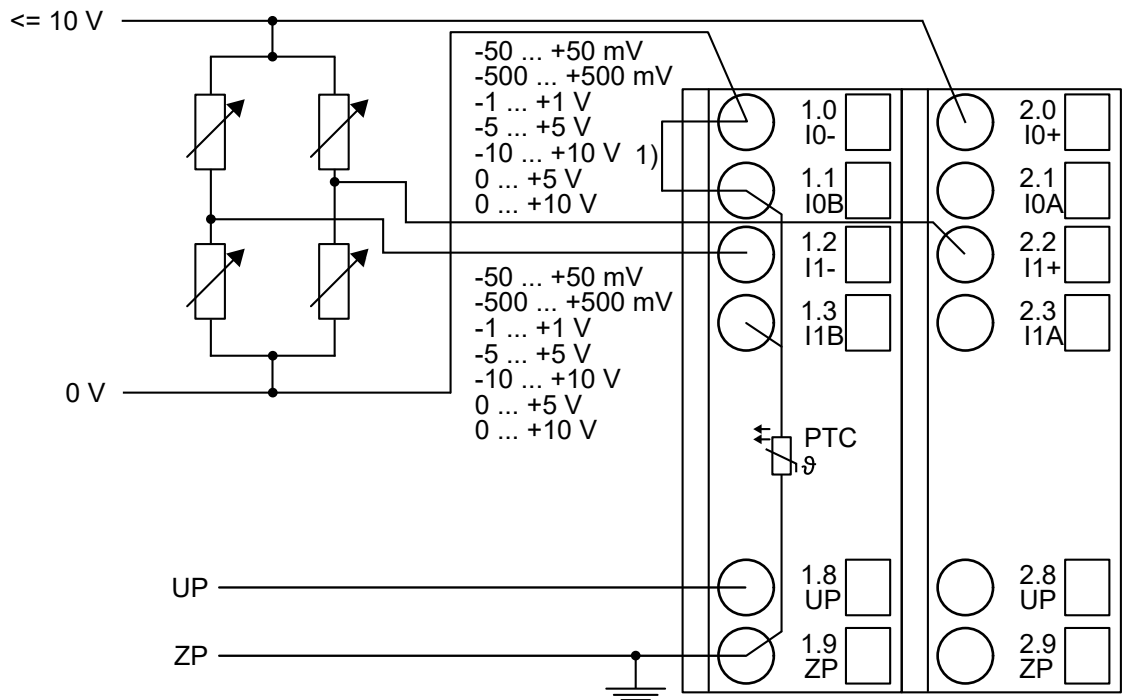 <= 10 V
-50 ... +50 mV
-500 ... +500 mV
-1 ... +1 V
-5 ... +5 V
-10 ... +10 V
0 ... +5 V
0 ... +10 V
1)
1.0
I0-
2.0
I0+
1.1
I0B
2.1
I0A
1.2
I1-
2.2
I1+
1.3
I1B
2.3
I1A
-50 ... +50 mV
-500 ... +500 mV
-1 ... +1 V
-5 ... +5 V
-10 ... +10 V
0 ... +5 V
0 ... +10 V
0 V
PTC
ϑ
UP
1.8
UP
2.8
UP
ZP
1.9
ZP
2.9
ZP